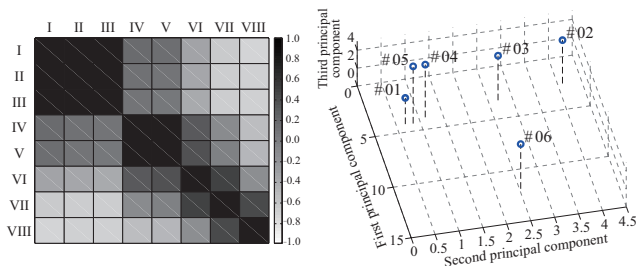 I II III IV V VI VII VIII
I
II
III
IV
V
VI
VII
VIII
1.0
0.8
0.6
0.4
0.2
0.0
-0.2
-0.4
-0.6
-0.8
-1.0
Third principal
component
4
2
0
0
5
10
15
First principal component
0 0.5 1 1.5 2 2.5 3 3.5 4 4.5
Second principal component
#01
#05
#04
#03
#02
#06